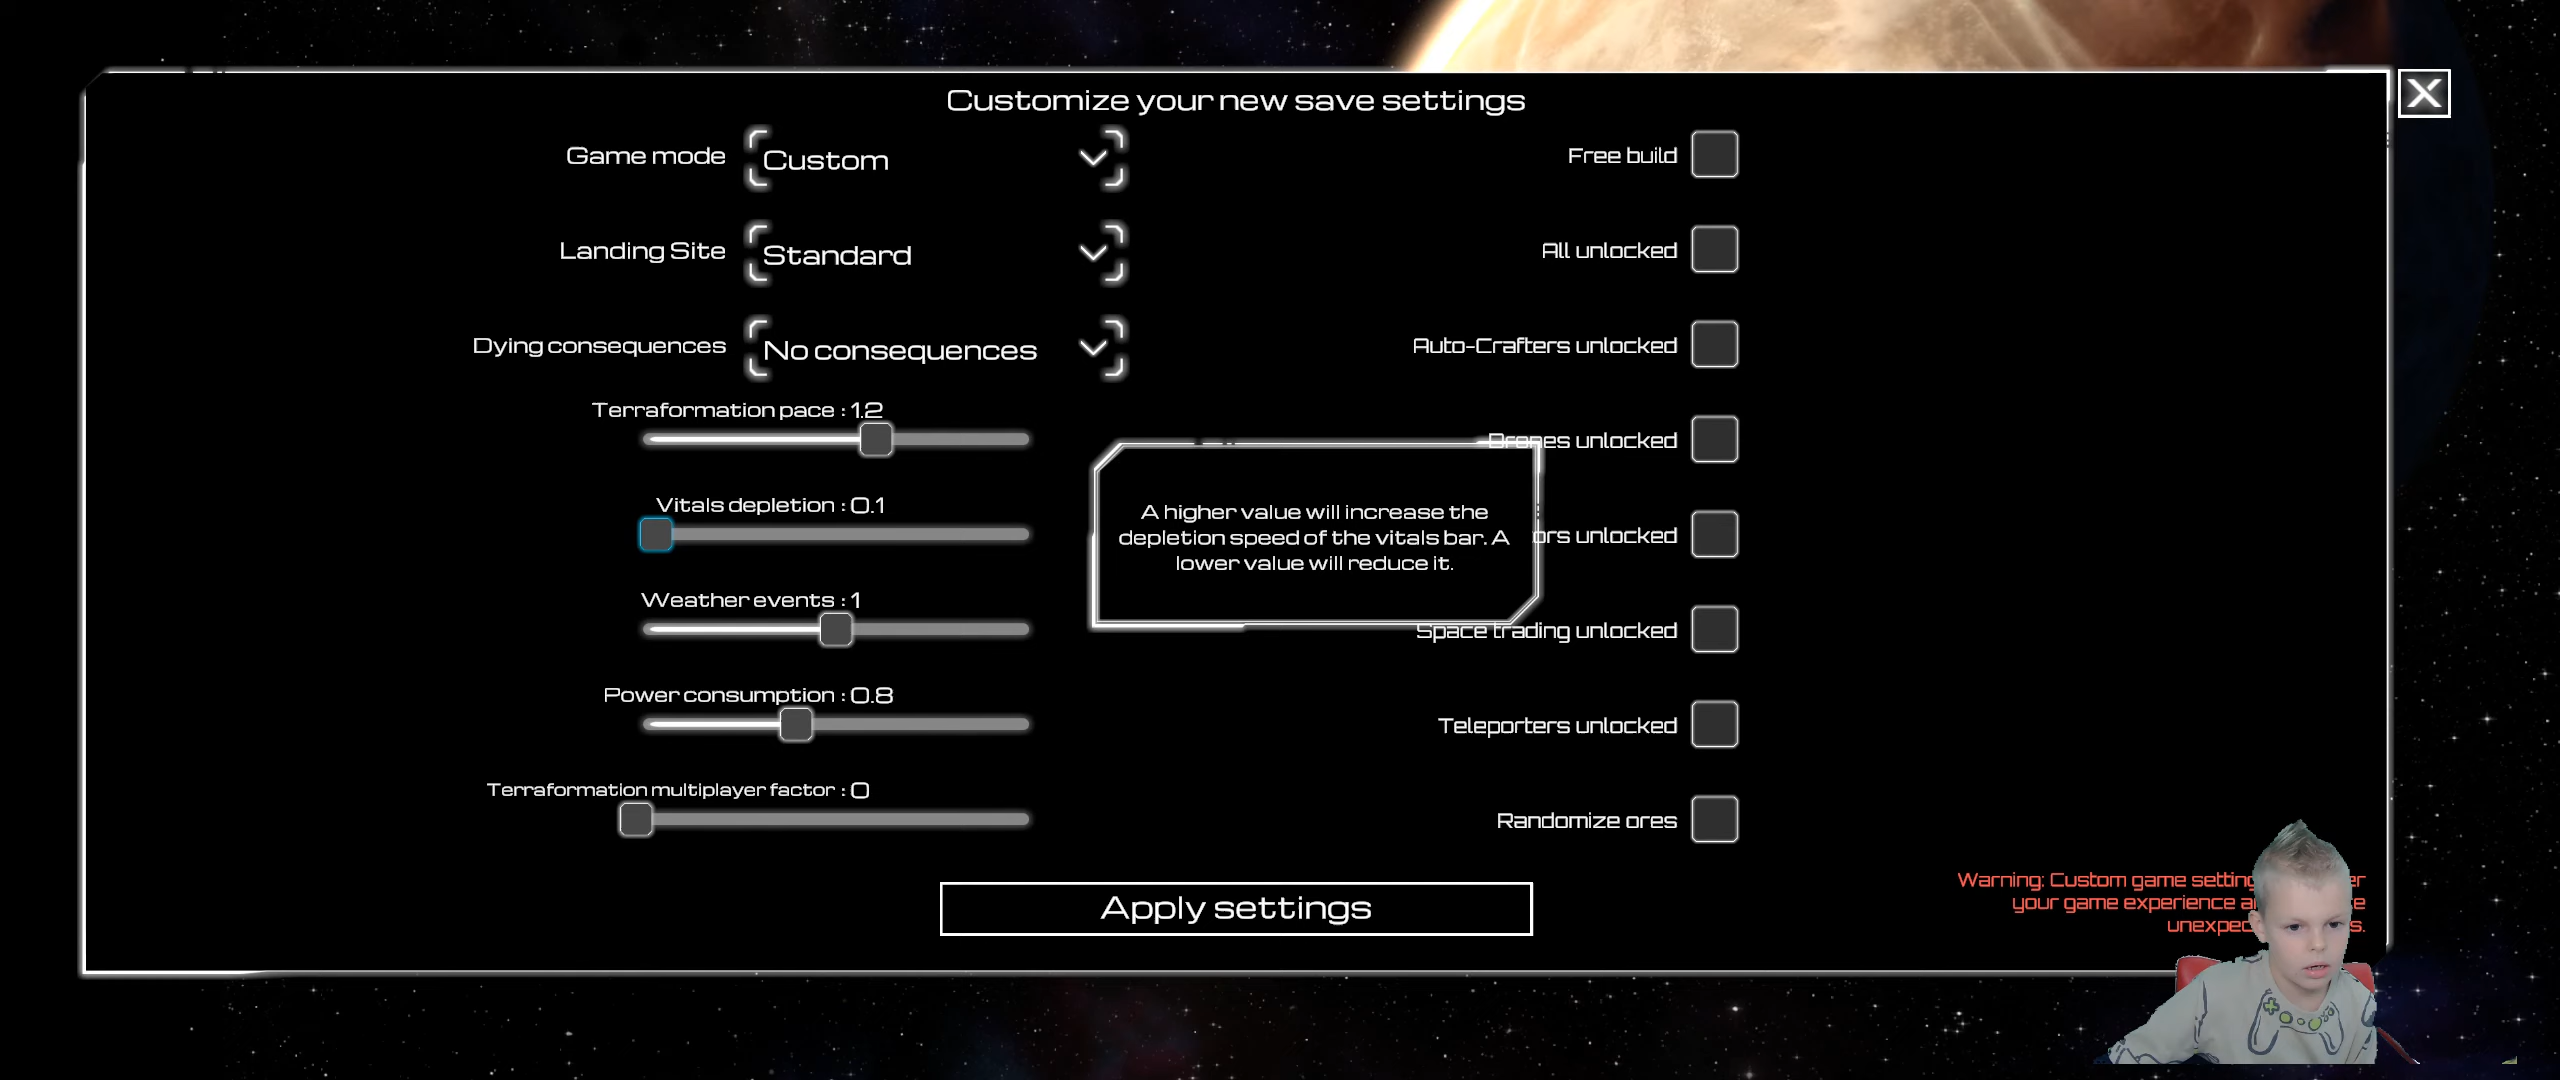 Customize your new save settings
Game mode
Custom
Landing Site
Standard
Dying consequences
No consequences
Terraformation pace : 1.2
Vitals depletion : 0.1
Weather events : 1
Power consumption : 0.8
Terraformation multiplayer factor : 0
A higher value will increase the
depletion speed of the vitals bar. A
lower value will reduce it.
Free build
All unlocked
Auto-Crafters unlocked
Drones unlocked
unlocked
Space trading unlocked
Teleporters unlocked
Randomize ores
Apply settings
Warning: Custom game
your game experience